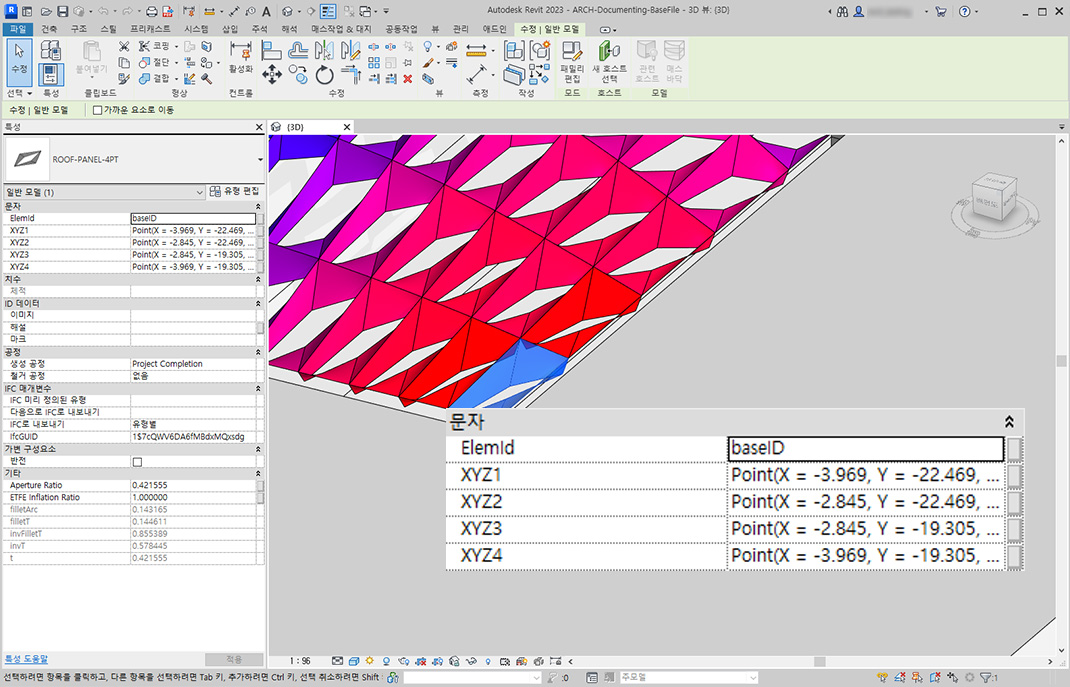 Autodesk Revit 2023 - ARCH-Documenting-BaseFile - 3D 뷰: {3D}
파일 건축 구조 스틸 프리캐스트 시스템 삽입 주석 해석 매스작업 & 대지 공동작업 뷰 관리 애드인 수정 | 일반 모델
수정 붙여넣기 코핑 절단 결합 활성화 패밀리 편집 새 호스트 선택 관련 호스트 매스 바닥
선택 특성 클립보드 형상 컨트롤 수정 뷰 측정 작성 모드 호스트 모델
수정 | 일반 모델 가까운 요소로 이동
특성
{3D}
ROOF-PANEL-4PT
일반 모델 (1) 유형 편집
문자
ElemId baseID
XYZ1 Point(X = -3.969, Y = -22.469, ...
XYZ2 Point(X = -2.845, Y = -22.469, ...
XYZ3 Point(X = -2.845, Y = -19.305, ...
XYZ4 Point(X = -3.969, Y = -19.305, ...
치수
체적
ID 데이터
이미지
해설
마크
공정
생성 공정 Project Completion
철거 공정 없음
IFC 매개변수
IFC 미리 정의된 유형
다음으로 IFC로 내보내기
IFC로 내보내기 유형별
IfcGUID 1$7cQWV6DA6fMBdxMQxsdg
가변 구성요소
반전
기타
Aperture Ratio 0.421555
ETFE Inflation Ratio 1.000000
filletArc 0.143165
filletT 0.144611
invFilletT 0.855389
invT 0.578445
t 0.421555
특성 도움말 적용
문자
ElemId baseID
XYZ1 Point(X = -3.969, Y = -22.469, ...
XYZ2 Point(X = -2.845, Y = -22.469, ...
XYZ3 Point(X = -2.845, Y = -19.305, ...
XYZ4 Point(X = -3.969, Y = -19.305, ...
1 : 96
선택하려면 항목을 클릭하고, 다른 항목을 선택하려면 Tab 키, 추가하려면 Ctrl 키, 선택 취소하려면 Shift :0 주모델 :1